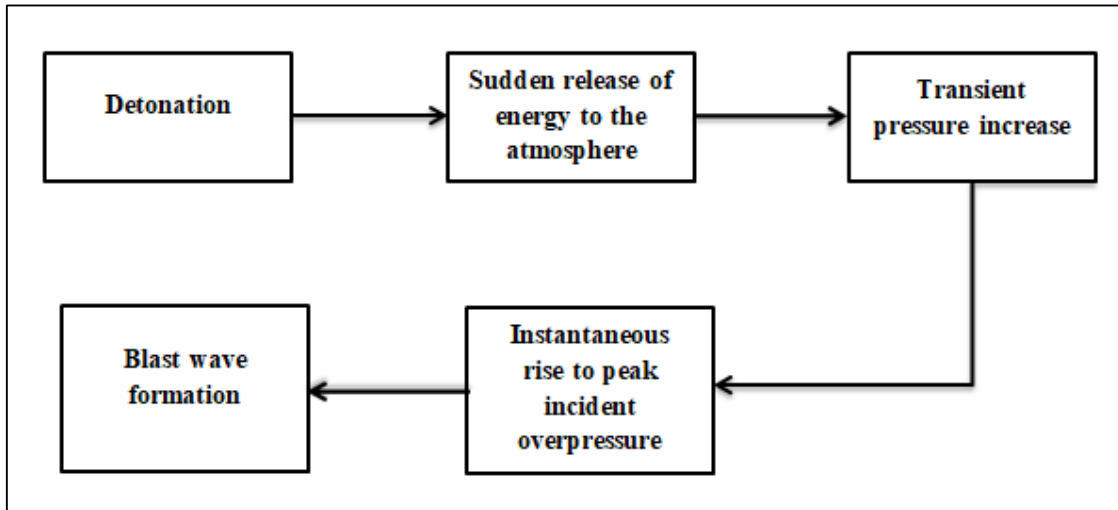 Detonation
Sudden release of
energy to the
atmosphere
Transient
pressure increase
Instantaneous
rise to peak
incident
overpressure
Blast wave
formation